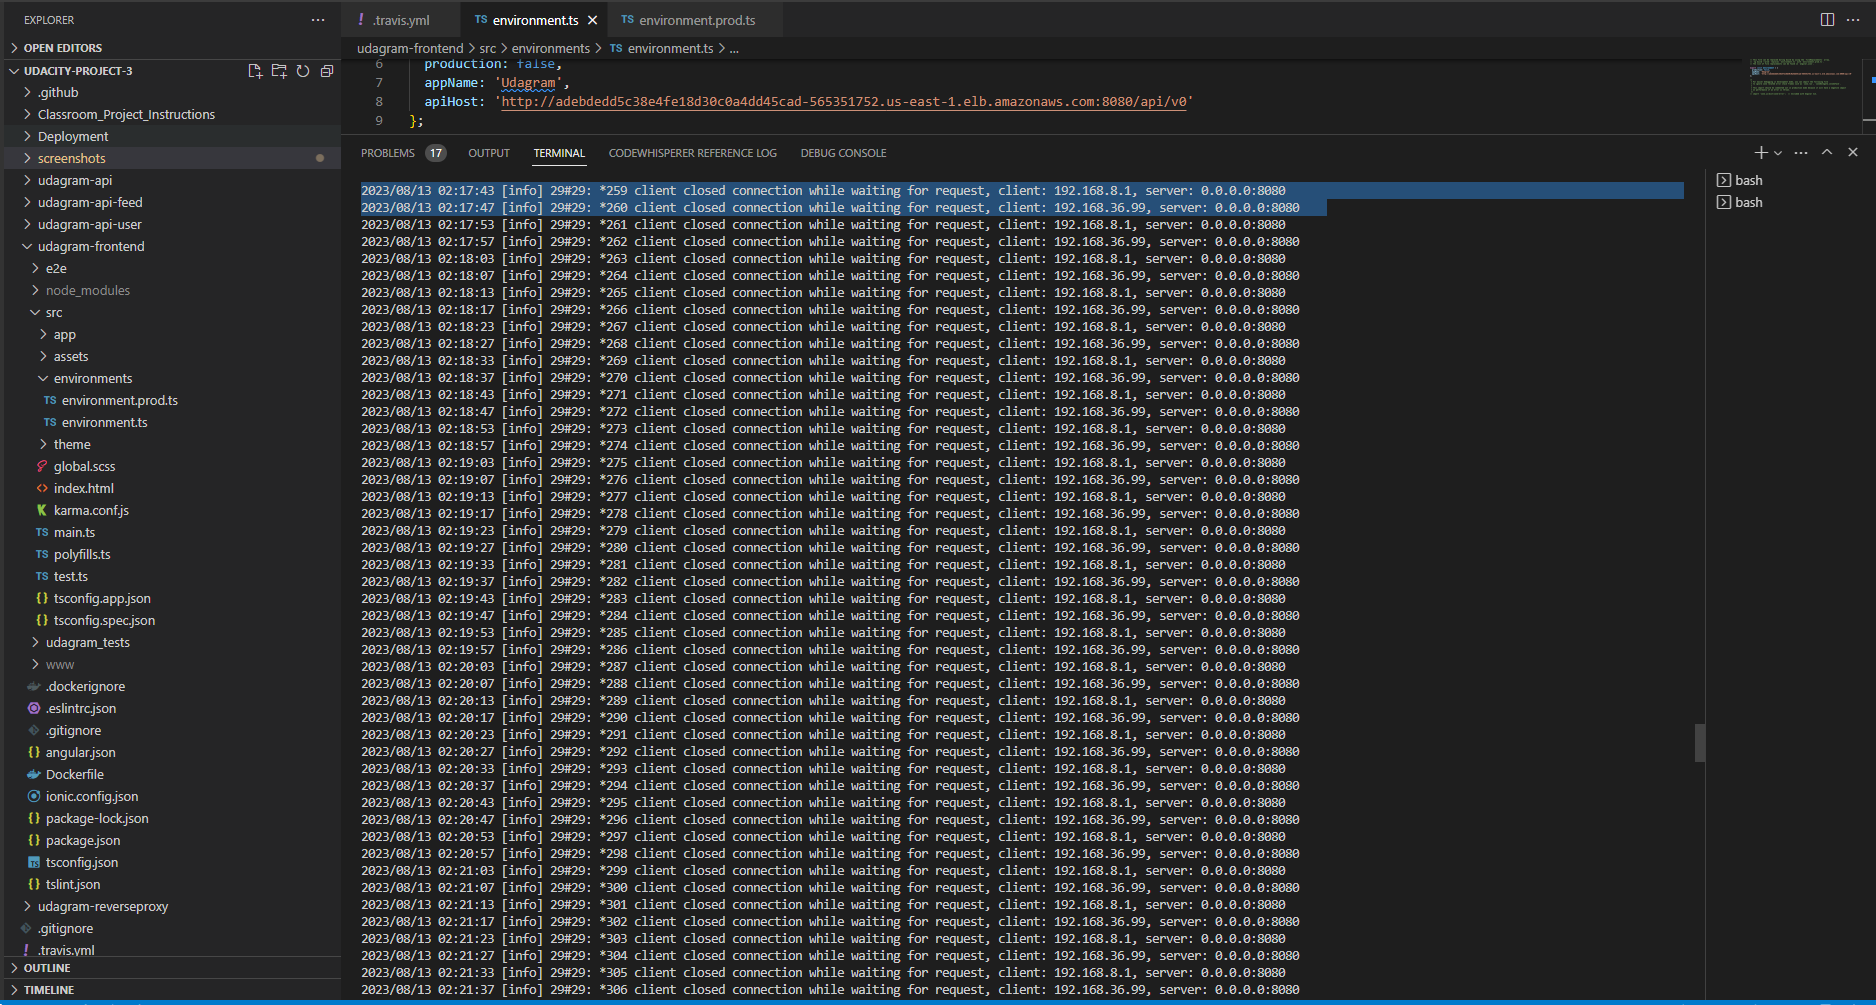 EXPLORER
OPEN EDITORS
UDACITY-PROJECT-3
.github
Classroom_Project_Instructions
Deployment
screenshots
udagram-api
udagram-api-feed
udagram-api-user
udagram-frontend
e2e
node_modules
src
app
assets
environments
TS environment.prod.ts
TS environment.ts
theme
global.scss
index.html
karma.conf.js
TS main.ts
TS polyfills.ts
TS test.ts
{} tsconfig.app.json
{} tsconfig.spec.json
udagram_tests
www
.dockerignore
.eslintrc.json
.gitignore
{} angular.json
Dockerfile
ionic.config.json
{} package-lock.json
{} package.json
TS tsconfig.json
{} tslint.json
udagram-reverseproxy
.gitignore
! .travis.yml
OUTLINE
TIMELINE
! .travis.yml
TS environment.ts
TS environment.prod.ts
udagram-frontend > src > environments > TS environment.ts > ...
6 production: false,
7 appName: 'Udagram',
8 apiHost: 'http://adebdedd5c38e4fe18d30c0a4dd45cad-565351752.us-east-1.elb.amazonaws.com:8080/api/v0'
9 };
PROBLEMS 17 OUTPUT TERMINAL CODEWHISPERER REFERENCE LOG DEBUG CONSOLE
2023/08/13 02:17:43 [info] 29#29: *259 client closed connection while waiting for request, client: 192.168.8.1, server: 0.0.0.0:8080
2023/08/13 02:17:47 [info] 29#29: *260 client closed connection while waiting for request, client: 192.168.36.99, server: 0.0.0.0:8080
2023/08/13 02:17:53 [info] 29#29: *261 client closed connection while waiting for request, client: 192.168.8.1, server: 0.0.0.0:8080
2023/08/13 02:17:57 [info] 29#29: *262 client closed connection while waiting for request, client: 192.168.36.99, server: 0.0.0.0:8080
2023/08/13 02:18:03 [info] 29#29: *263 client closed connection while waiting for request, client: 192.168.8.1, server: 0.0.0.0:8080
2023/08/13 02:18:07 [info] 29#29: *264 client closed connection while waiting for request, client: 192.168.36.99, server: 0.0.0.0:8080
2023/08/13 02:18:13 [info] 29#29: *265 client closed connection while waiting for request, client: 192.168.8.1, server: 0.0.0.0:8080
2023/08/13 02:18:17 [info] 29#29: *266 client closed connection while waiting for request, client: 192.168.36.99, server: 0.0.0.0:8080
2023/08/13 02:18:23 [info] 29#29: *267 client closed connection while waiting for request, client: 192.168.8.1, server: 0.0.0.0:8080
2023/08/13 02:18:27 [info] 29#29: *268 client closed connection while waiting for request, client: 192.168.36.99, server: 0.0.0.0:8080
2023/08/13 02:18:33 [info] 29#29: *269 client closed connection while waiting for request, client: 192.168.8.1, server: 0.0.0.0:8080
2023/08/13 02:18:37 [info] 29#29: *270 client closed connection while waiting for request, client: 192.168.36.99, server: 0.0.0.0:8080
2023/08/13 02:18:43 [info] 29#29: *271 client closed connection while waiting for request, client: 192.168.8.1, server: 0.0.0.0:8080
2023/08/13 02:18:47 [info] 29#29: *272 client closed connection while waiting for request, client: 192.168.36.99, server: 0.0.0.0:8080
2023/08/13 02:18:53 [info] 29#29: *273 client closed connection while waiting for request, client: 192.168.8.1, server: 0.0.0.0:8080
2023/08/13 02:18:57 [info] 29#29: *274 client closed connection while waiting for request, client: 192.168.36.99, server: 0.0.0.0:8080
2023/08/13 02:19:03 [info] 29#29: *275 client closed connection while waiting for request, client: 192.168.8.1, server: 0.0.0.0:8080
2023/08/13 02:19:07 [info] 29#29: *276 client closed connection while waiting for request, client: 192.168.36.99, server: 0.0.0.0:8080
2023/08/13 02:19:13 [info] 29#29: *277 client closed connection while waiting for request, client: 192.168.8.1, server: 0.0.0.0:8080
2023/08/13 02:19:17 [info] 29#29: *278 client closed connection while waiting for request, client: 192.168.36.99, server: 0.0.0.0:8080
2023/08/13 02:19:23 [info] 29#29: *279 client closed connection while waiting for request, client: 192.168.8.1, server: 0.0.0.0:8080
2023/08/13 02:19:27 [info] 29#29: *280 client closed connection while waiting for request, client: 192.168.36.99, server: 0.0.0.0:8080
2023/08/13 02:19:33 [info] 29#29: *281 client closed connection while waiting for request, client: 192.168.8.1, server: 0.0.0.0:8080
2023/08/13 02:19:37 [info] 29#29: *282 client closed connection while waiting for request, client: 192.168.36.99, server: 0.0.0.0:8080
2023/08/13 02:19:43 [info] 29#29: *283 client closed connection while waiting for request, client: 192.168.8.1, server: 0.0.0.0:8080
2023/08/13 02:19:47 [info] 29#29: *284 client closed connection while waiting for request, client: 192.168.36.99, server: 0.0.0.0:8080
2023/08/13 02:19:53 [info] 29#29: *285 client closed connection while waiting for request, client: 192.168.8.1, server: 0.0.0.0:8080
2023/08/13 02:19:57 [info] 29#29: *286 client closed connection while waiting for request, client: 192.168.36.99, server: 0.0.0.0:8080
2023/08/13 02:20:03 [info] 29#29: *287 client closed connection while waiting for request, client: 192.168.8.1, server: 0.0.0.0:8080
2023/08/13 02:20:07 [info] 29#29: *288 client closed connection while waiting for request, client: 192.168.36.99, server: 0.0.0.0:8080
2023/08/13 02:20:13 [info] 29#29: *289 client closed connection while waiting for request, client: 192.168.8.1, server: 0.0.0.0:8080
2023/08/13 02:20:17 [info] 29#29: *290 client closed connection while waiting for request, client: 192.168.36.99, server: 0.0.0.0:8080
2023/08/13 02:20:23 [info] 29#29: *291 client closed connection while waiting for request, client: 192.168.8.1, server: 0.0.0.0:8080
2023/08/13 02:20:27 [info] 29#29: *292 client closed connection while waiting for request, client: 192.168.36.99, server: 0.0.0.0:8080
2023/08/13 02:20:33 [info] 29#29: *293 client closed connection while waiting for request, client: 192.168.8.1, server: 0.0.0.0:8080
2023/08/13 02:20:37 [info] 29#29: *294 client closed connection while waiting for request, client: 192.168.36.99, server: 0.0.0.0:8080
2023/08/13 02:20:43 [info] 29#29: *295 client closed connection while waiting for request, client: 192.168.8.1, server: 0.0.0.0:8080
2023/08/13 02:20:47 [info] 29#29: *296 client closed connection while waiting for request, client: 192.168.36.99, server: 0.0.0.0:8080
2023/08/13 02:20:53 [info] 29#29: *297 client closed connection while waiting for request, client: 192.168.8.1, server: 0.0.0.0:8080
2023/08/13 02:20:57 [info] 29#29: *298 client closed connection while waiting for request, client: 192.168.36.99, server: 0.0.0.0:8080
2023/08/13 02:21:03 [info] 29#29: *299 client closed connection while waiting for request, client: 192.168.8.1, server: 0.0.0.0:8080
2023/08/13 02:21:07 [info] 29#29: *300 client closed connection while waiting for request, client: 192.168.36.99, server: 0.0.0.0:8080
2023/08/13 02:21:13 [info] 29#29: *301 client closed connection while waiting for request, client: 192.168.8.1, server: 0.0.0.0:8080
2023/08/13 02:21:17 [info] 29#29: *302 client closed connection while waiting for request, client: 192.168.36.99, server: 0.0.0.0:8080
2023/08/13 02:21:23 [info] 29#29: *303 client closed connection while waiting for request, client: 192.168.8.1, server: 0.0.0.0:8080
2023/08/13 02:21:27 [info] 29#29: *304 client closed connection while waiting for request, client: 192.168.36.99, server: 0.0.0.0:8080
2023/08/13 02:21:33 [info] 29#29: *305 client closed connection while waiting for request, client: 192.168.8.1, server: 0.0.0.0:8080
2023/08/13 02:21:37 [info] 29#29: *306 client closed connection while waiting for request, client: 192.168.36.99, server: 0.0.0.0:8080
bash
bash